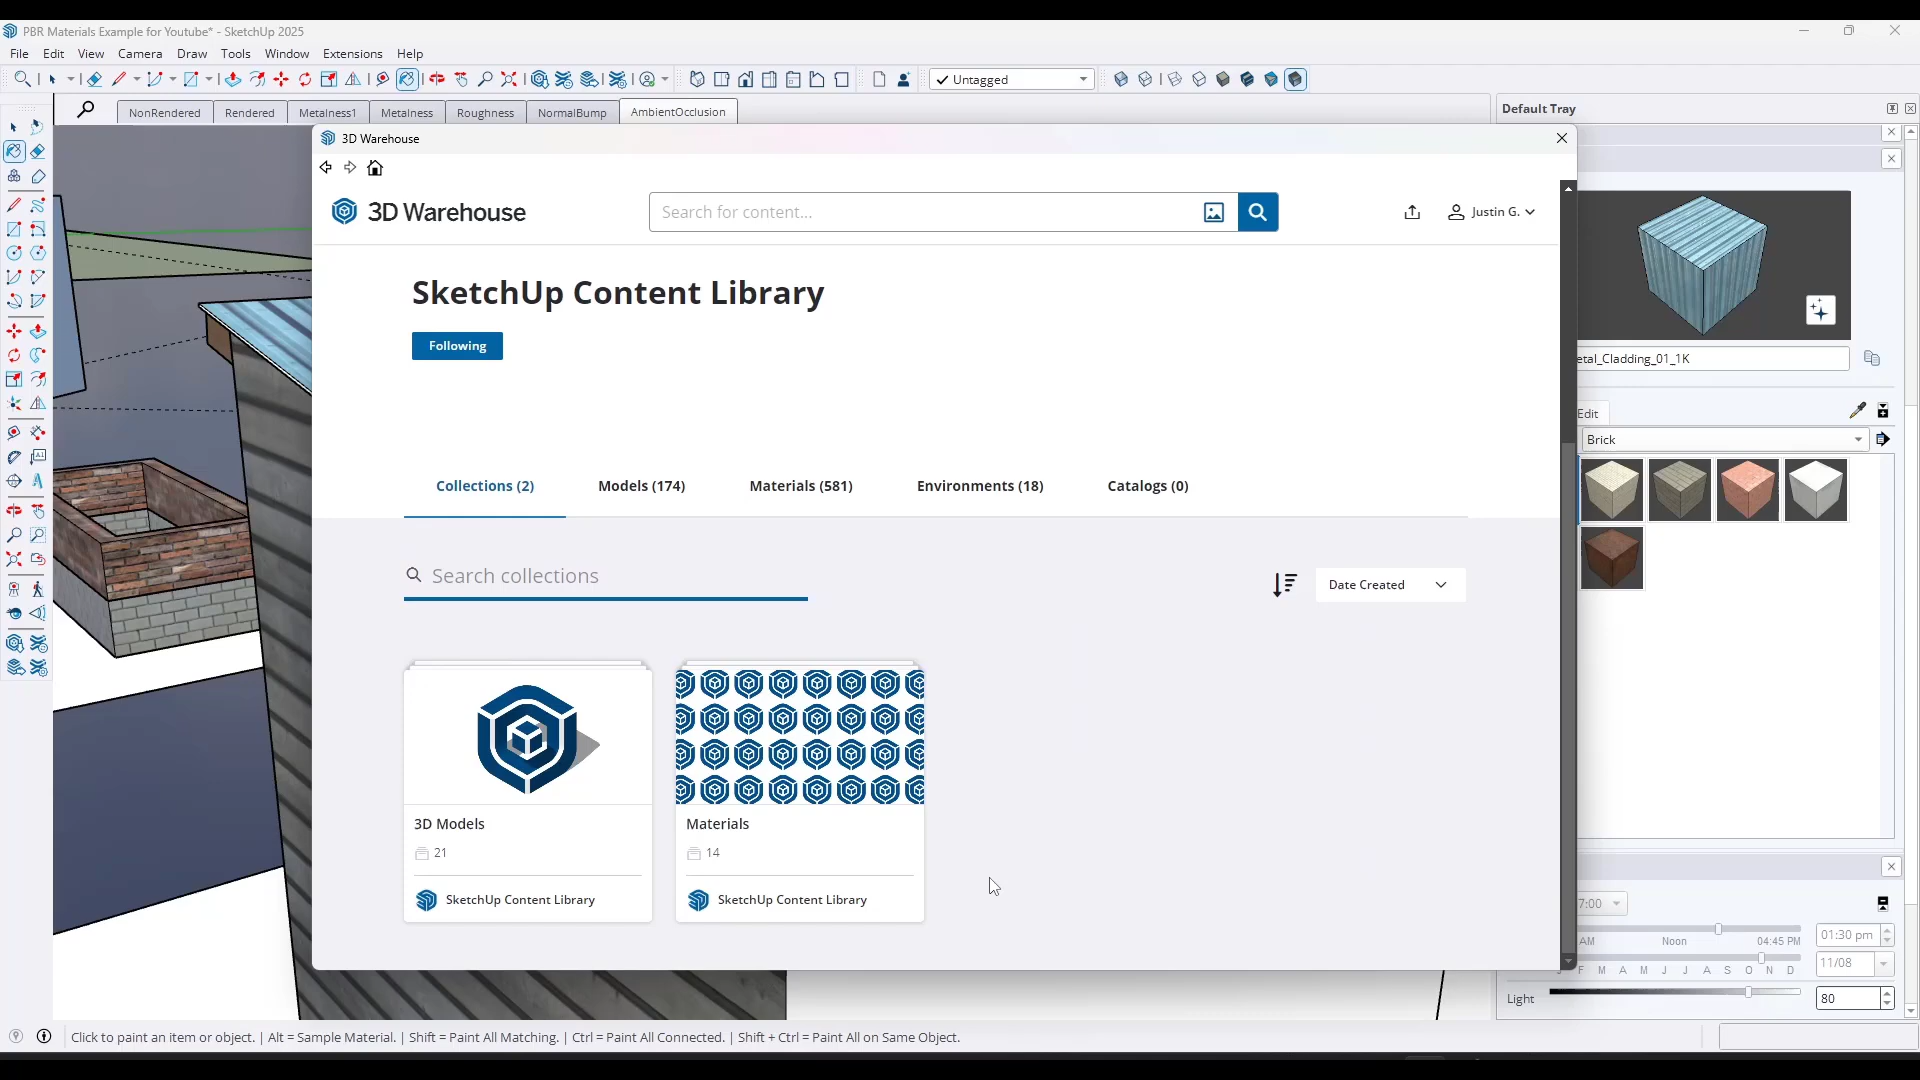 PBR Materials Example for Youtube* - SketchUp 2025
File Edit View Camera Draw Tools Window Extensions Help
Untagged
NonRendered Rendered Metalness1 Metalness Roughness NormalBump AmbientOcclusion
Default Tray
3D Warehouse
3D Warehouse
Search for content...
Justin G.
SketchUp Content Library
Following
etal_Cladding_01_1K
Edit
Brick
Collections (2) Models (174) Materials (581) Environments (18) Catalogs (0)
Search collections
Date Created
3D Models
21
SketchUp Content Library
Materials
14
SketchUp Content Library
7:00
AM Noon 04:45 PM
01:30 pm
J F M A M J J A S O N D
11/08
Light
80
Click to paint an item or object. | Alt = Sample Material. | Shift = Paint All Matching. | Ctrl = Paint All Connected. | Shift + Ctrl = Paint All on Same Object.